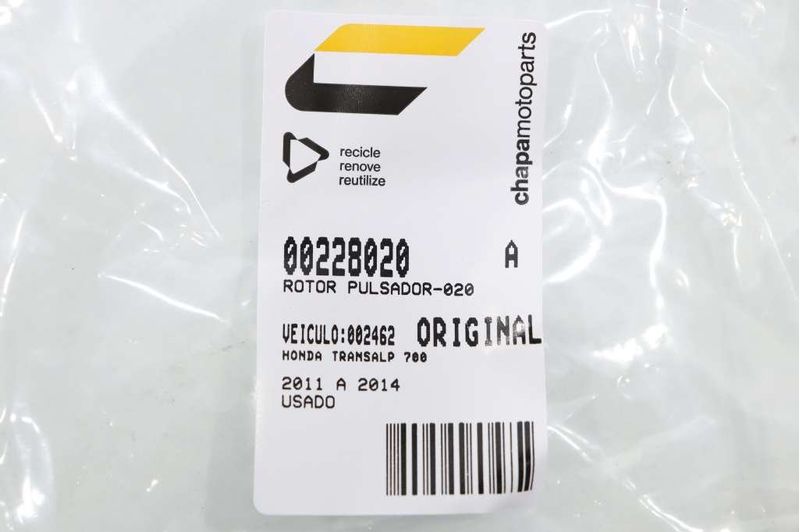 chapamotoparts
recicle
renove
reutilize
00228020 A
ROTOR PULSADOR-020
VEICULO:002462 ORIGINAL
HONDA TRANSALP 700
2011 A 2014
USADO